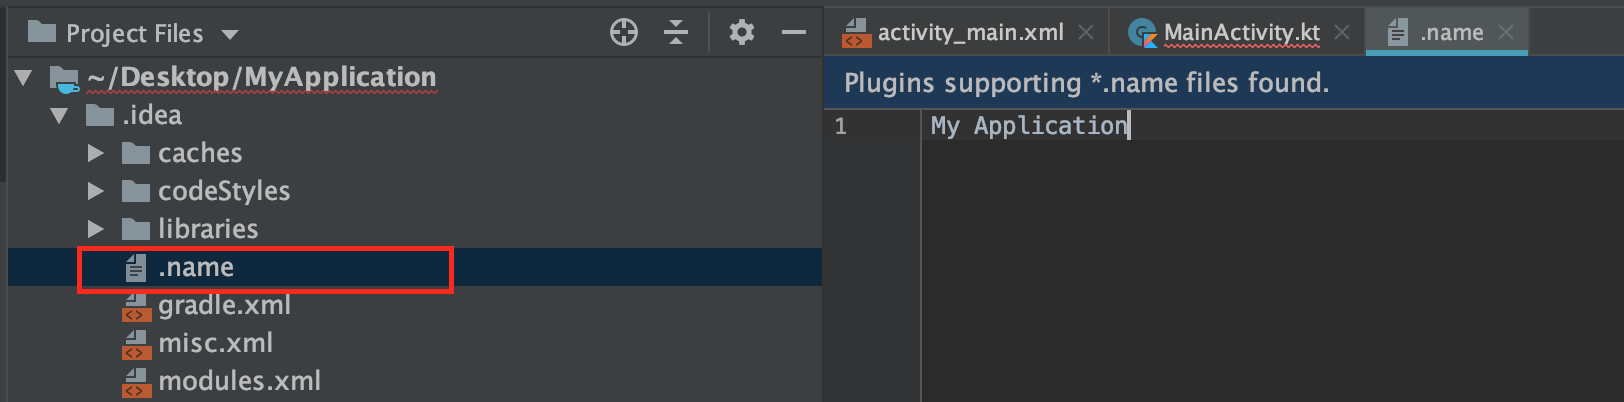 Project Files
~/Desktop/MyApplication
.idea
caches
codeStyles
libraries
.name
gradle.xml
misc.xml
modules.xml
activity_main.xml
MainActivity.kt
.name
Plugins supporting *.name files found.
1 My Application